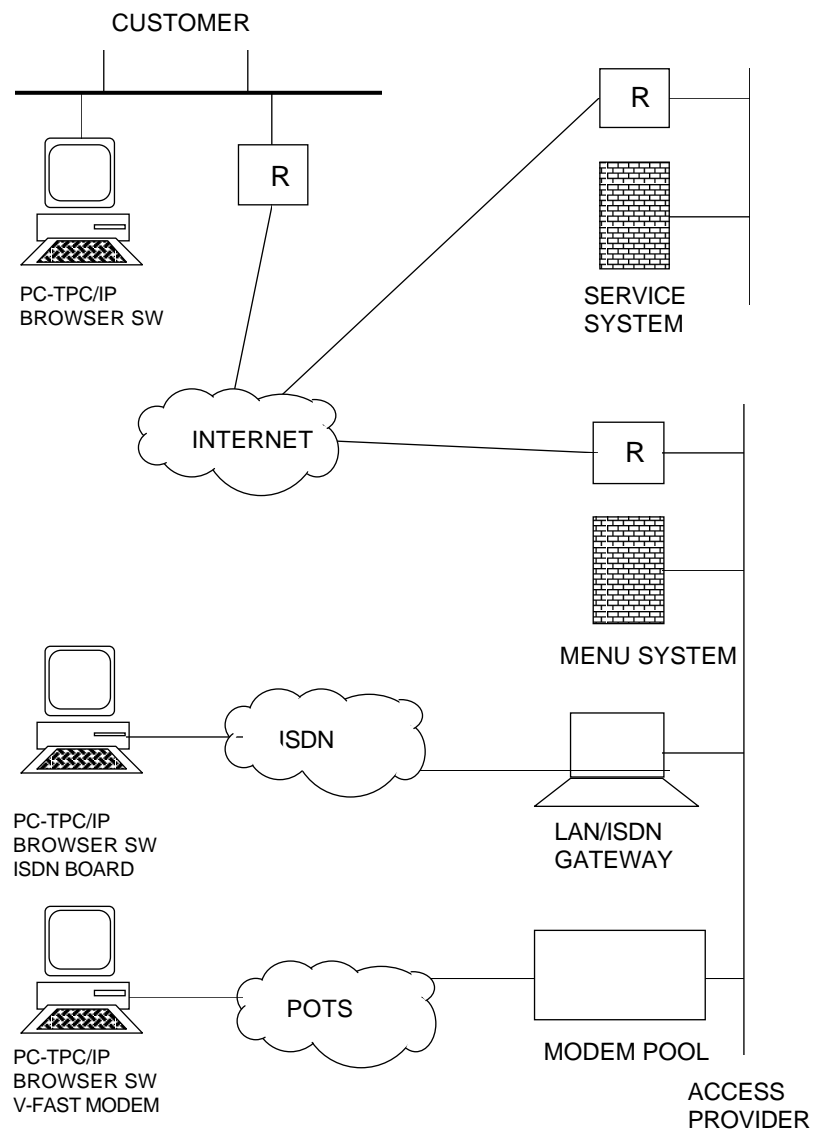 CUSTOMER
R
R
PC-TPC/IP
BROWSER SW
SERVICE
SYSTEM
INTERNET
R
MENU SYSTEM
ISDN
PC-TPC/IP
BROWSER SW
ISDN BOARD
LAN/ISDN
GATEWAY
POTS
MODEM POOL
PC-TPC/IP
BROWSER SW
V-FAST MODEM
ACCESS
PROVIDER